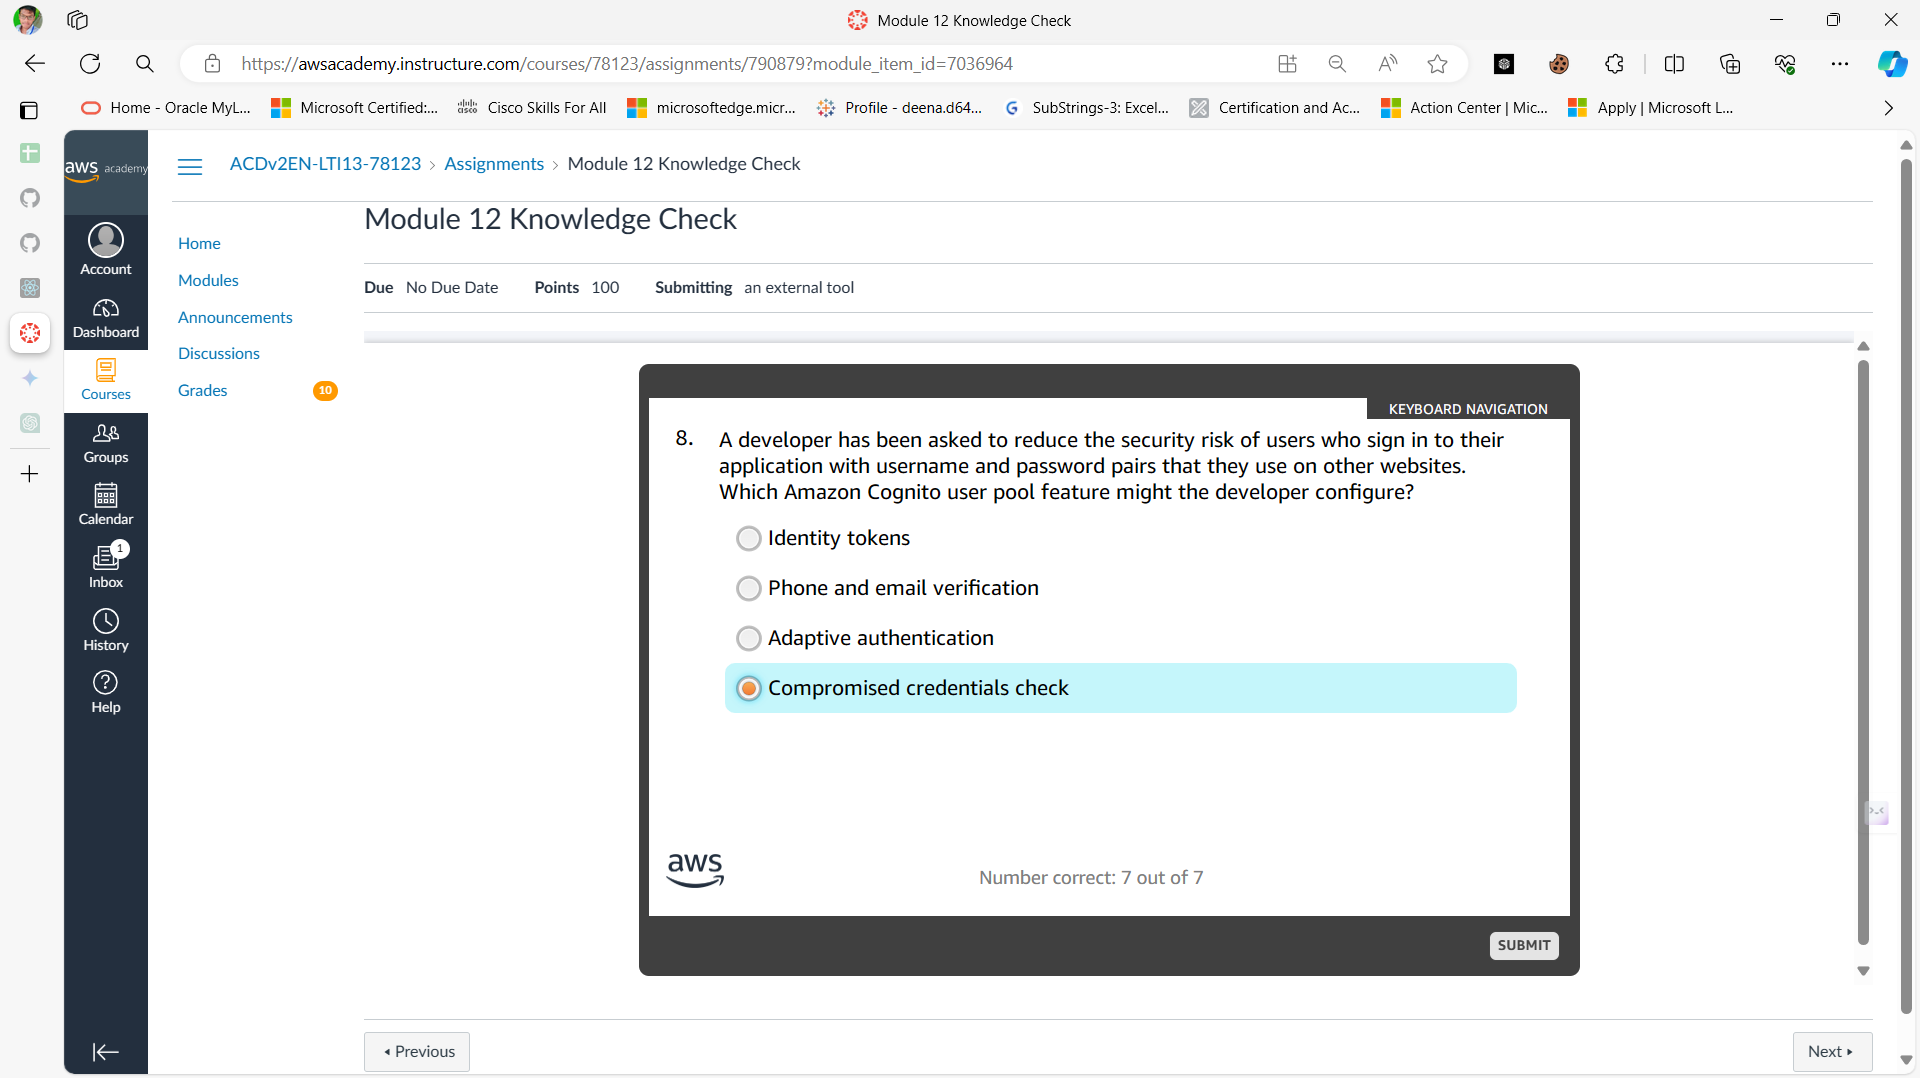 Module 12 Knowledge Check
https://awsacademy.instructure.com/courses/78123/assignments/790879?module_item_id=7036964
Home - Oracle MyL...
Microsoft Certified:...
Cisco Skills For All
microsoftedge.micr...
Profile - deena.d64...
SubStrings-3: Excel...
Certification and Ac...
Action Center | Mic...
Apply | Microsoft L...
aws academy
ACDv2EN-LTI13-78123 › Assignments › Module 12 Knowledge Check
Account
Dashboard
Courses
Groups
Calendar
1
Inbox
History
Help
Home
Modules
Announcements
Discussions
Grades 10
Module 12 Knowledge Check
Due No Due Date Points 100 Submitting an external tool
KEYBOARD NAVIGATION
8. A developer has been asked to reduce the security risk of users who sign in to their
application with username and password pairs that they use on other websites.
Which Amazon Cognito user pool feature might the developer configure?
Identity tokens
Phone and email verification
Adaptive authentication
Compromised credentials check
aws
Number correct: 7 out of 7
SUBMIT
Previous
Next